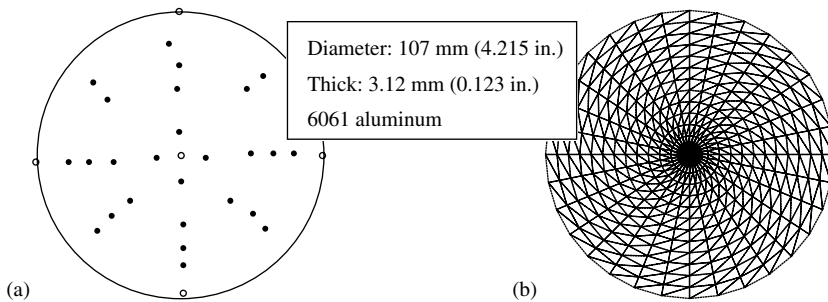 Diameter: 107 mm (4.215 in.)
Thick: 3.12 mm (0.123 in.)
6061 aluminum
(a)
(b)